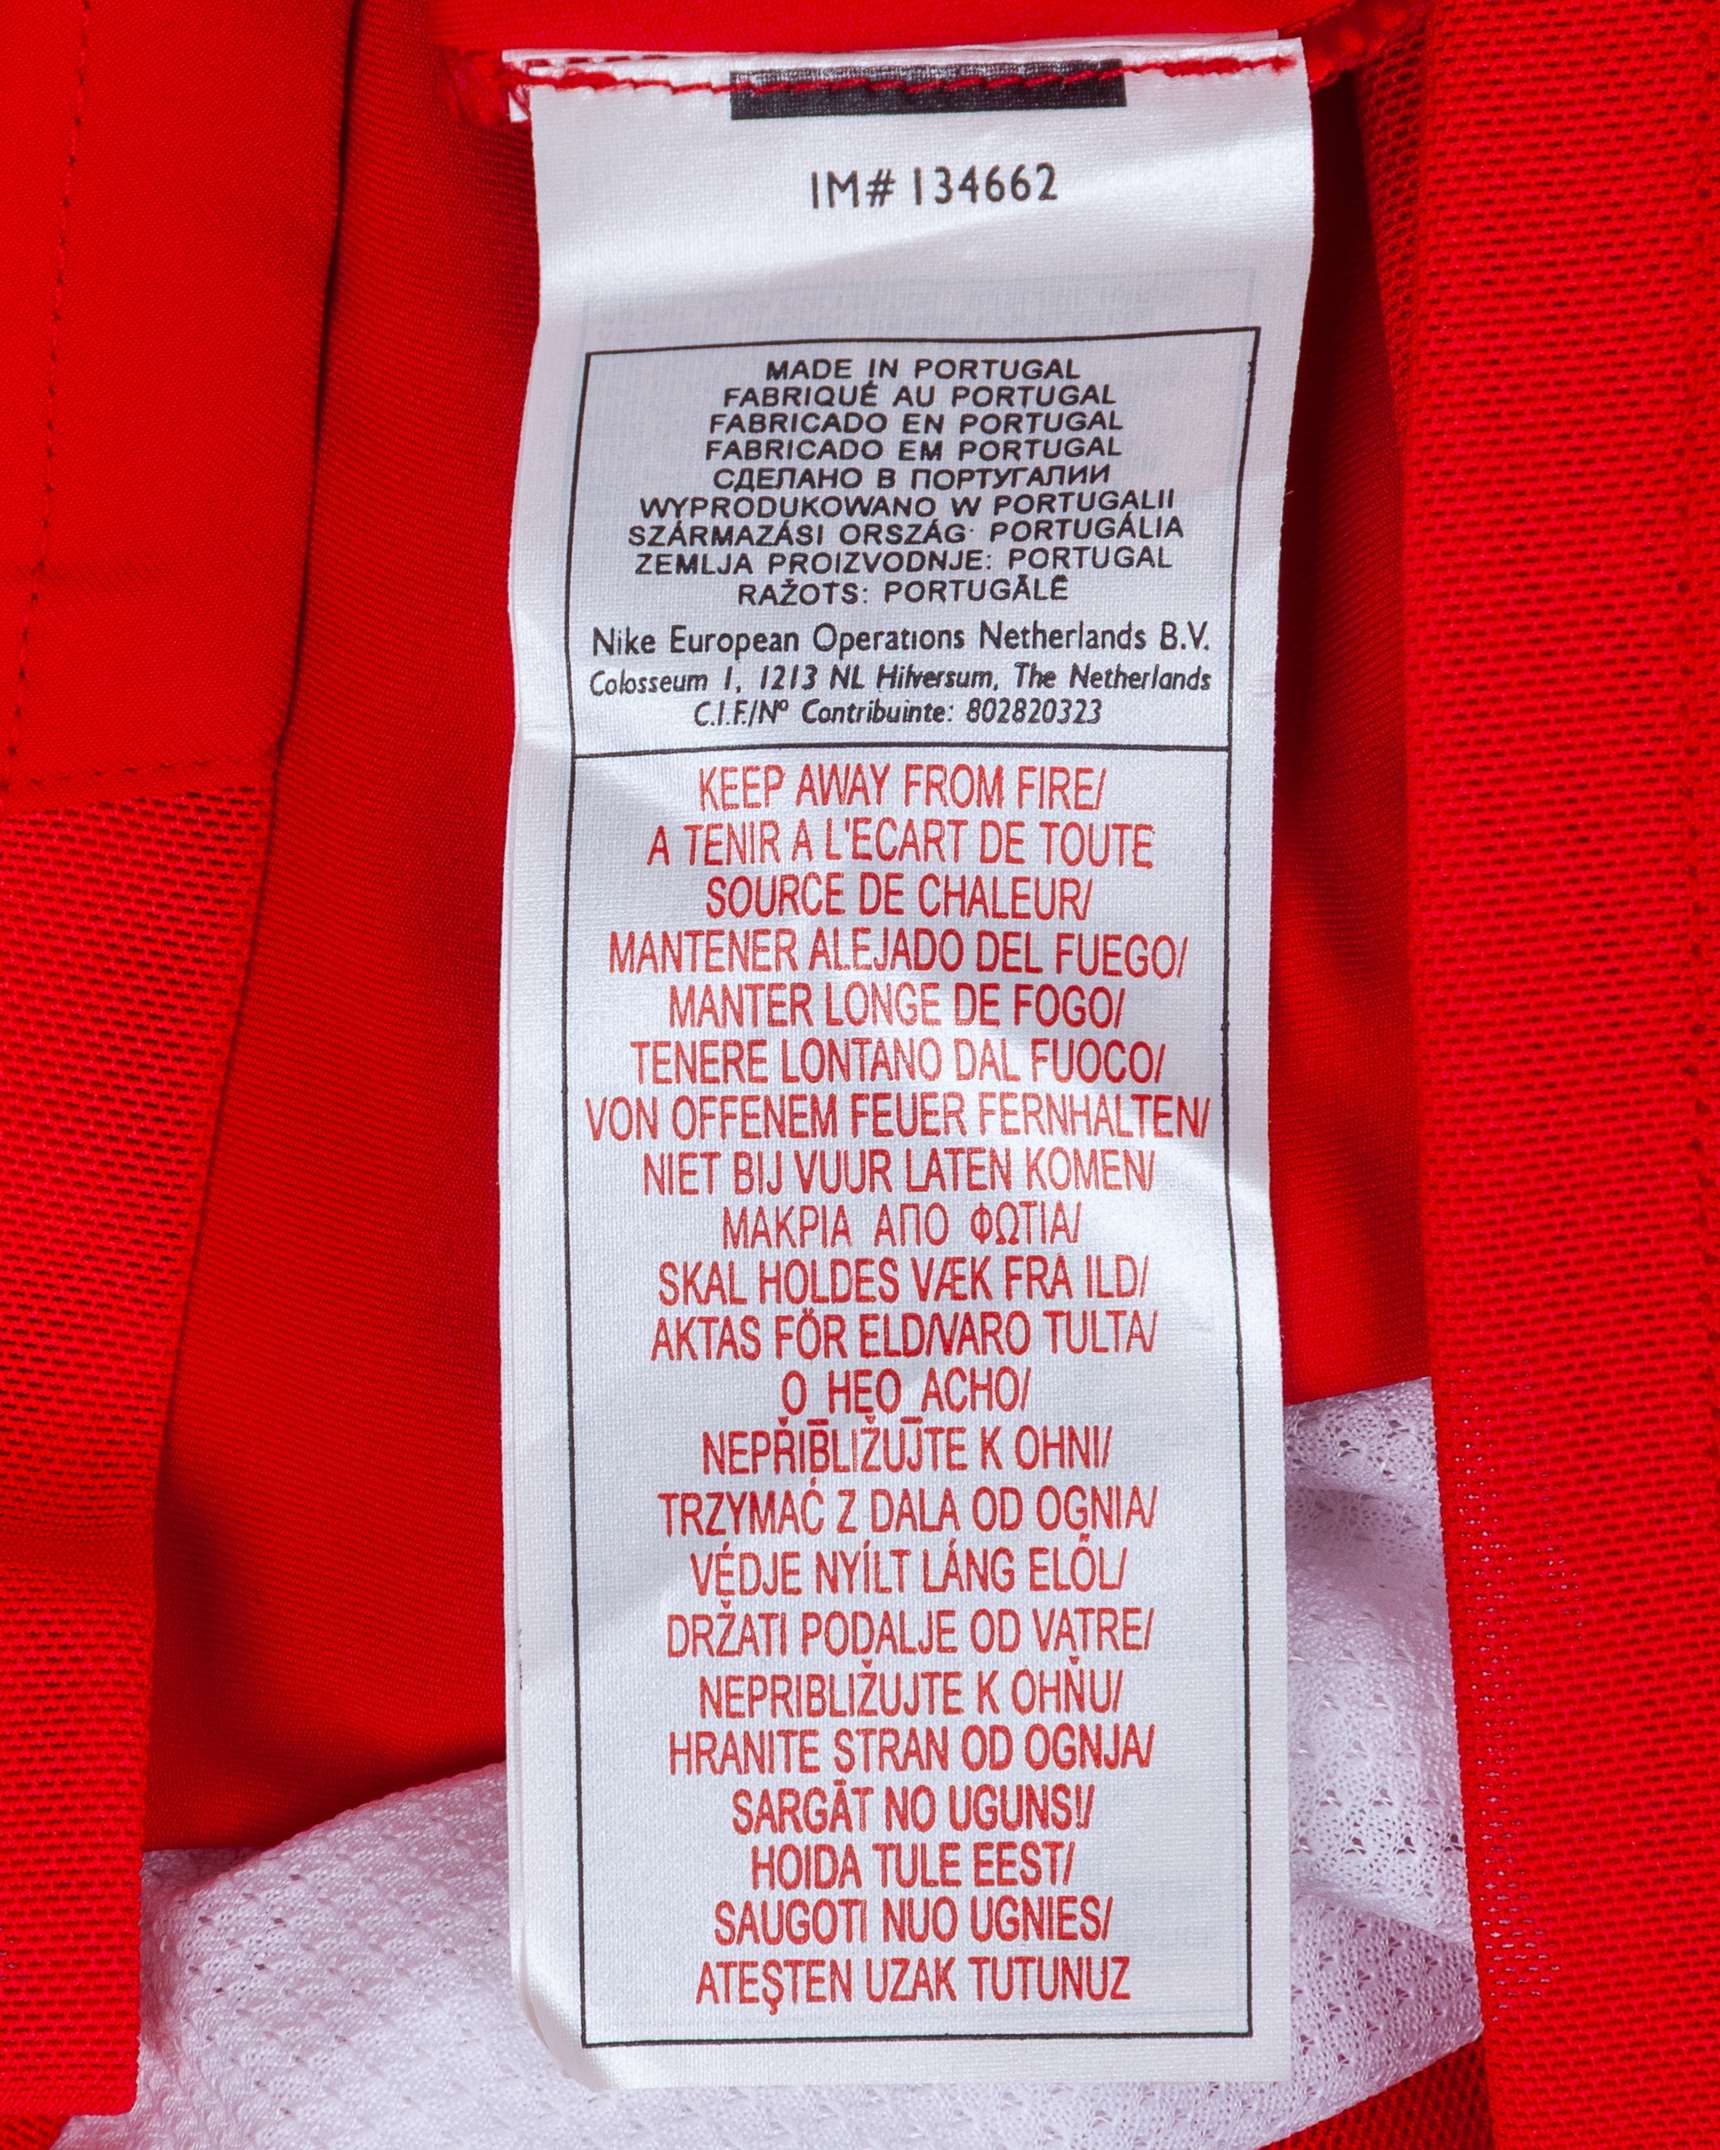 IM# 134662
MADE IN PORTUGAL
FABRIQUÉ AU PORTUGAL
FABRICADO EN PORTUGAL
FABRICADO EM PORTUGAL
СДЕЛАНО В ПОРТУГАЛИИ
WYPRODUKOWANO W PORTUGALII
SZÁRMAZÁSI ORSZÁG: PORTUGÁLIA
ZEMLJA PROIZVODNJE: PORTUGAL
RAŽOTS: PORTUGĀLĒ
Nike European Operations Netherlands B.V.
Colosseum 1, 1213 NL Hilversum, The Netherlands
C.I.F./Nº Contribuinte: 802820323
KEEP AWAY FROM FIRE/
A TENIR A L'ECART DE TOUTE
SOURCE DE CHALEUR/
MANTENER ALEJADO DEL FUEGO/
MANTER LONGE DE FOGO/
TENERE LONTANO DAL FUOCO/
VON OFFENEM FEUER FERNHALTEN/
NIET BIJ VUUR LATEN KOMEN/
ΜΑΚΡΙΑ ΑΠΟ ΦΩΤΙΑ/
SKAL HOLDES VÆK FRA ILD/
AKTAS FÖR ELD/VARO TULTA/
O HEO ACHO/
NEPŘIBLIŽUJTE K OHNI/
TRZYMAĆ Z DALA OD OGNIA/
VÉDJE NYÍLT LÁNG ELŐL/
DRŽATI PODALJE OD VATRE/
NEPRIBLIŽUJTE K OHŇU/
HRANITE STRAN OD OGNJA/
SARGĀT NO UGUNS!/
HOIDA TULE EEST/
SAUGOTI NUO UGNIES/
ATEŞTEN UZAK TUTUNUZ